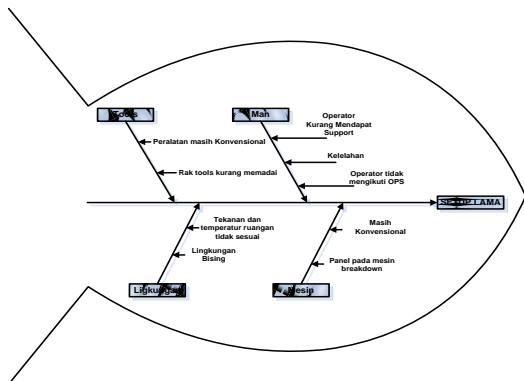 Tools
Man
Operator
Kurang Mendapat
Support
Peralatan masih Konvensional
Kelelahan
Rak tools kurang memadai
Operator tidak
mengikuti OPS
SETUP LAMA
Tekanan dan
temperatur ruangan
tidak sesuai
Masih
Konvensional
Lingkungan
Bising
Panel pada mesin
breakdown
Ligkungan
Mesin